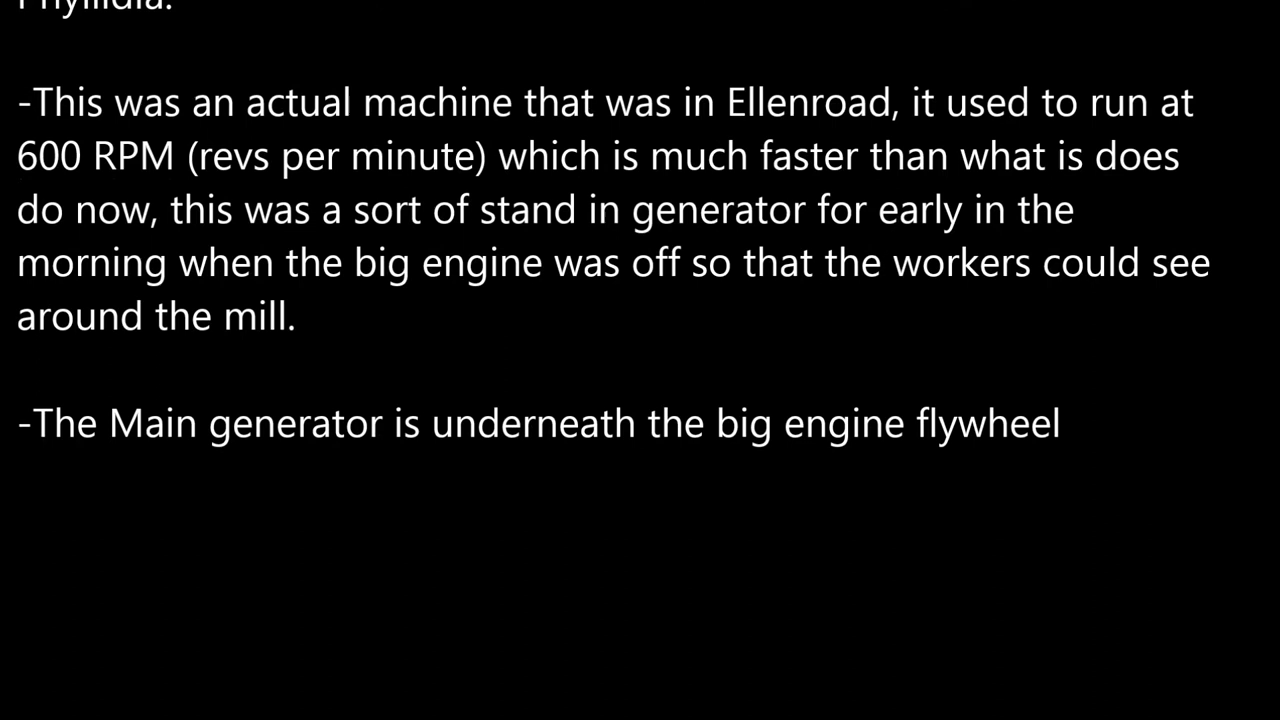 Phyllidia.
-This was an actual machine that was in Ellenroad, it used to run at
600 RPM (revs per minute) which is much faster than what is does
do now, this was a sort of stand in generator for early in the
morning when the big engine was off so that the workers could see
around the mill.
-The Main generator is underneath the big engine flywheel